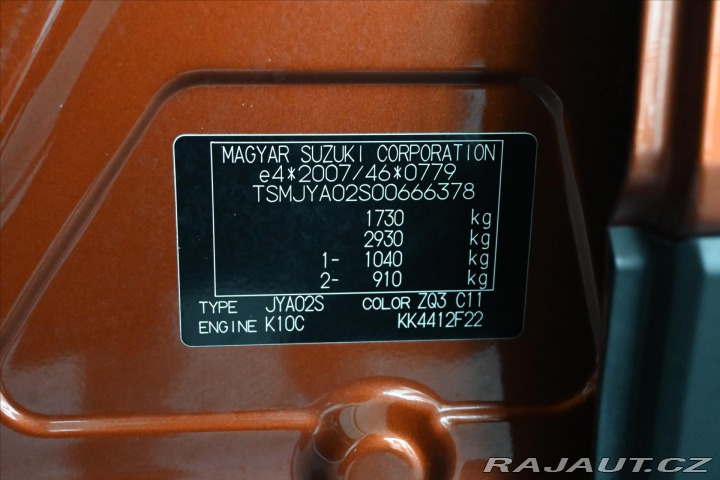 MAGYAR SUZUKI CORPORATION
e4*2007/46*0779
TSMJYA02S00666378
1730 kg
2930 kg
1- 1040 kg
2- 910 kg
TYPE JYA02S COLOR ZQ3 C11
ENGINE K10C KK4412F22
RAJAUT.CZ